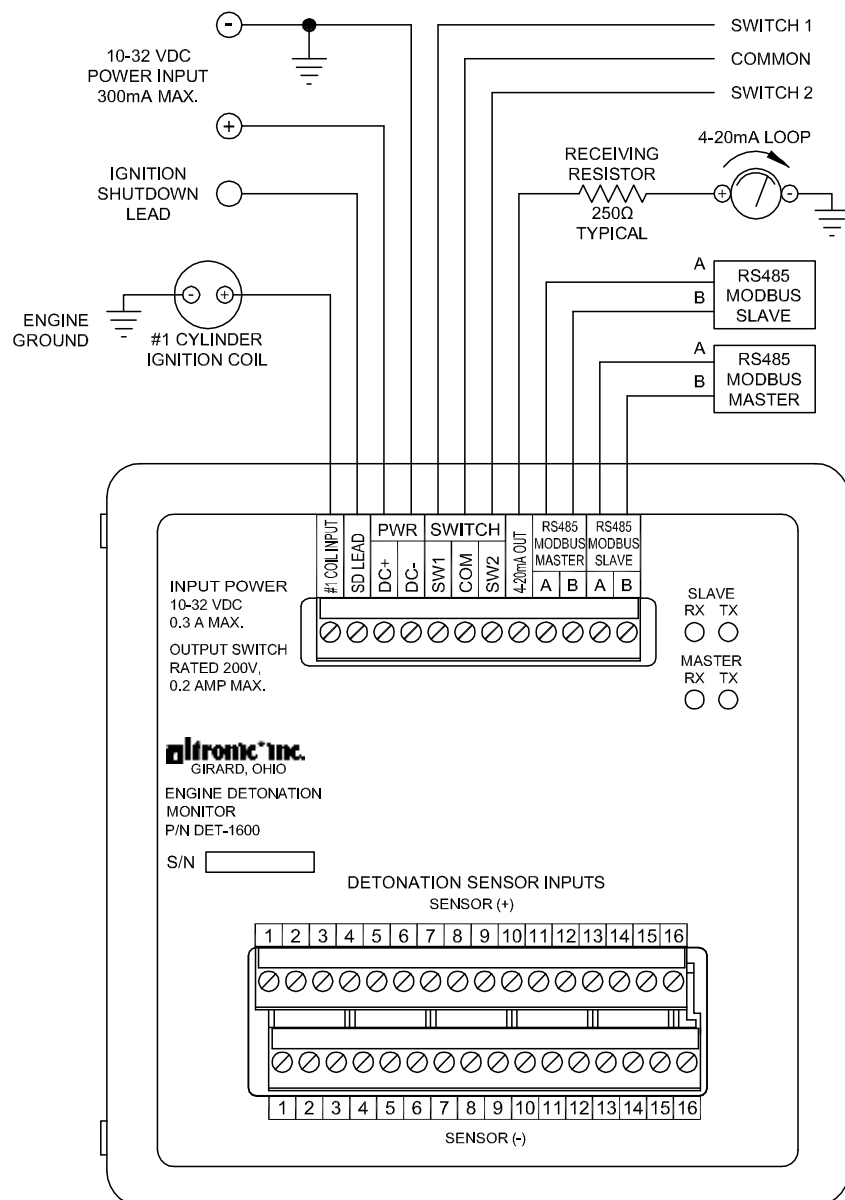 10-32 VDC
POWER INPUT
300mA MAX.
-
+
IGNITION
SHUTDOWN
LEAD
ENGINE
GROUND
- +
#1 CYLINDER
IGNITION COIL
SWITCH 1
COMMON
SWITCH 2
4-20mA LOOP
RECEIVING
RESISTOR
250Ω
TYPICAL
+ -
A
B
RS485
MODBUS
SLAVE
A
B
RS485
MODBUS
MASTER
#1 COIL INPUT
SD LEAD
PWR
DC+
DC-
SWITCH
SW1
COM
SW2
4-20mA OUT
RS485
MODBUS
MASTER
A B
RS485
MODBUS
SLAVE
A B
INPUT POWER
10-32 VDC
0.3 A MAX.
OUTPUT SWITCH
RATED 200V,
0.2 AMP MAX.
SLAVE
RX TX
MASTER
RX TX
altronic inc.
GIRARD, OHIO
ENGINE DETONATION
MONITOR
P/N DET-1600
S/N
DETONATION SENSOR INPUTS
SENSOR (+)
1 2 3 4 5 6 7 8 9 10 11 12 13 14 15 16
1 2 3 4 5 6 7 8 9 10 11 12 13 14 15 16
SENSOR (-)